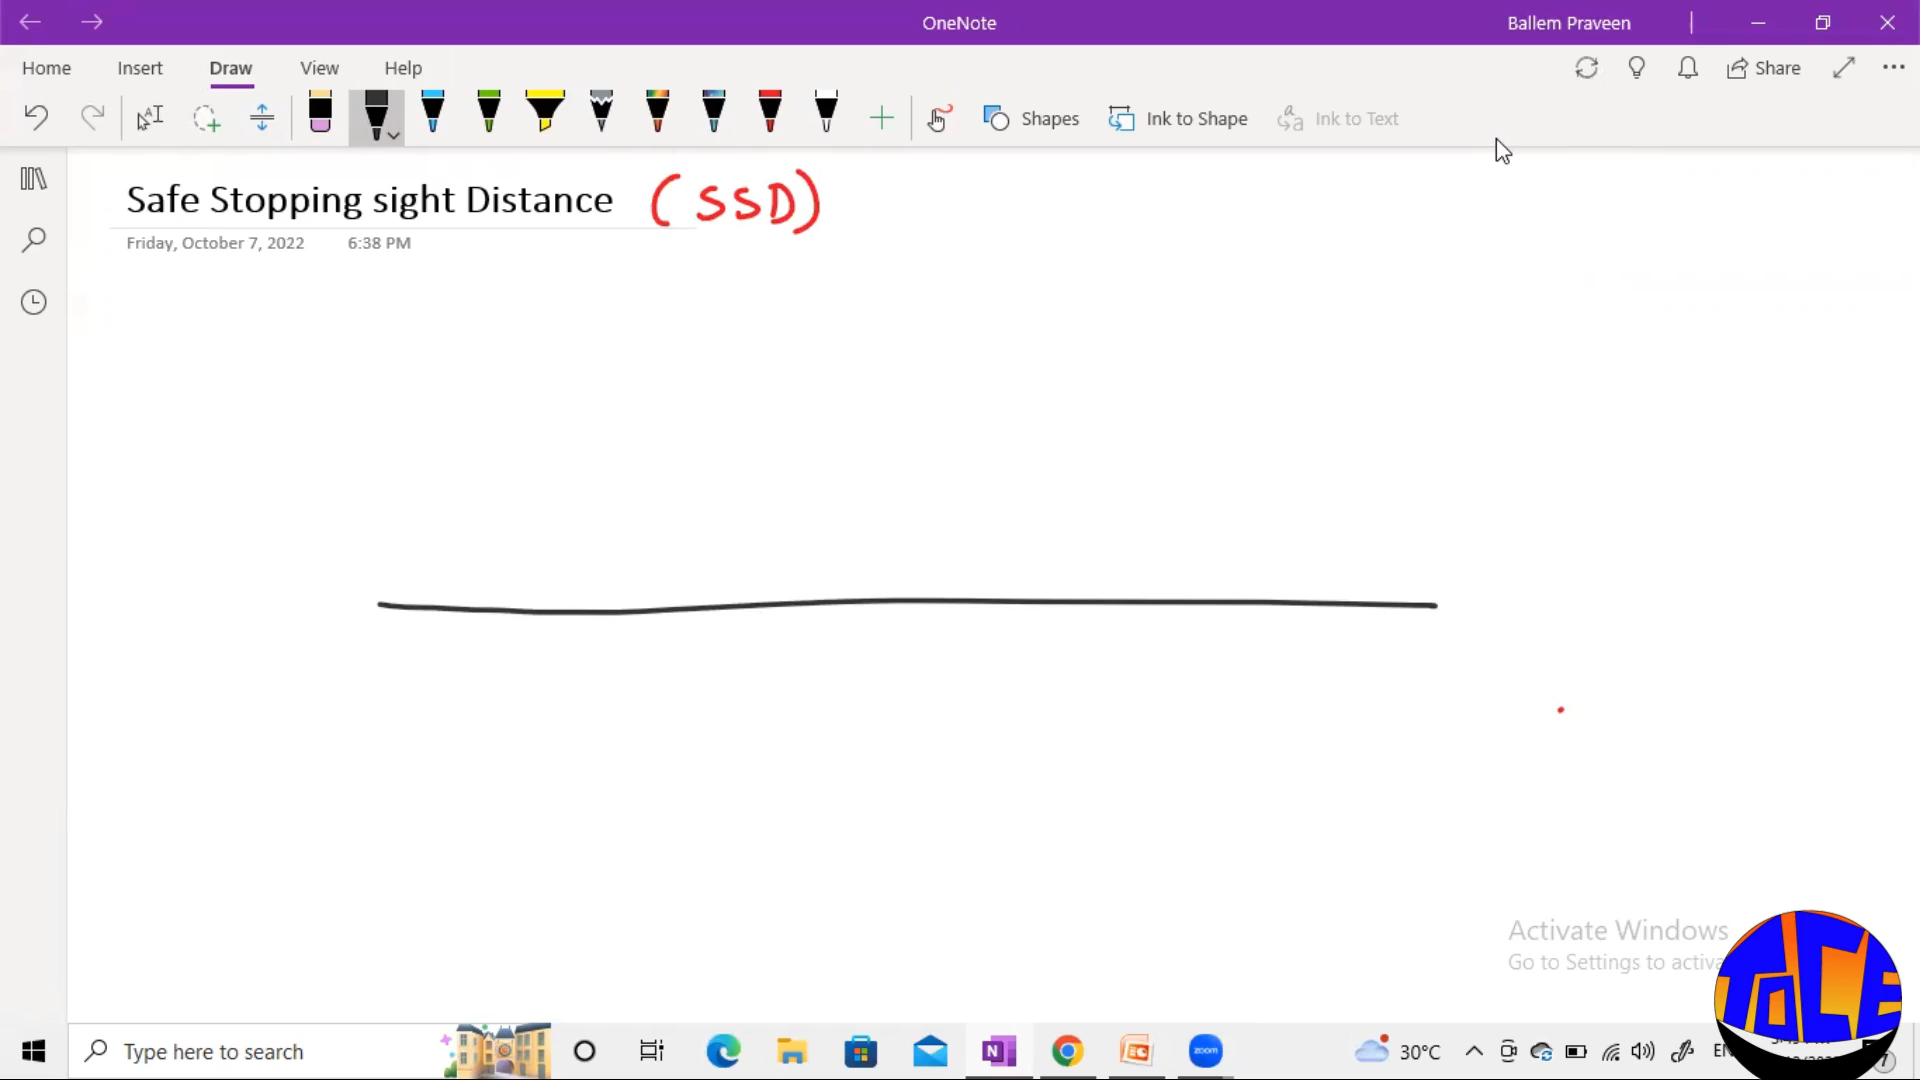 OneNote
Ballem Praveen
Home Insert Draw View Help
Share
Shapes
Ink to Shape
Ink to Text
Safe Stopping sight Distance (SSD)
Friday, October 7, 2022 6:38 PM
Activate Windows
Go to Settings to
Type here to search
zoom
30°C